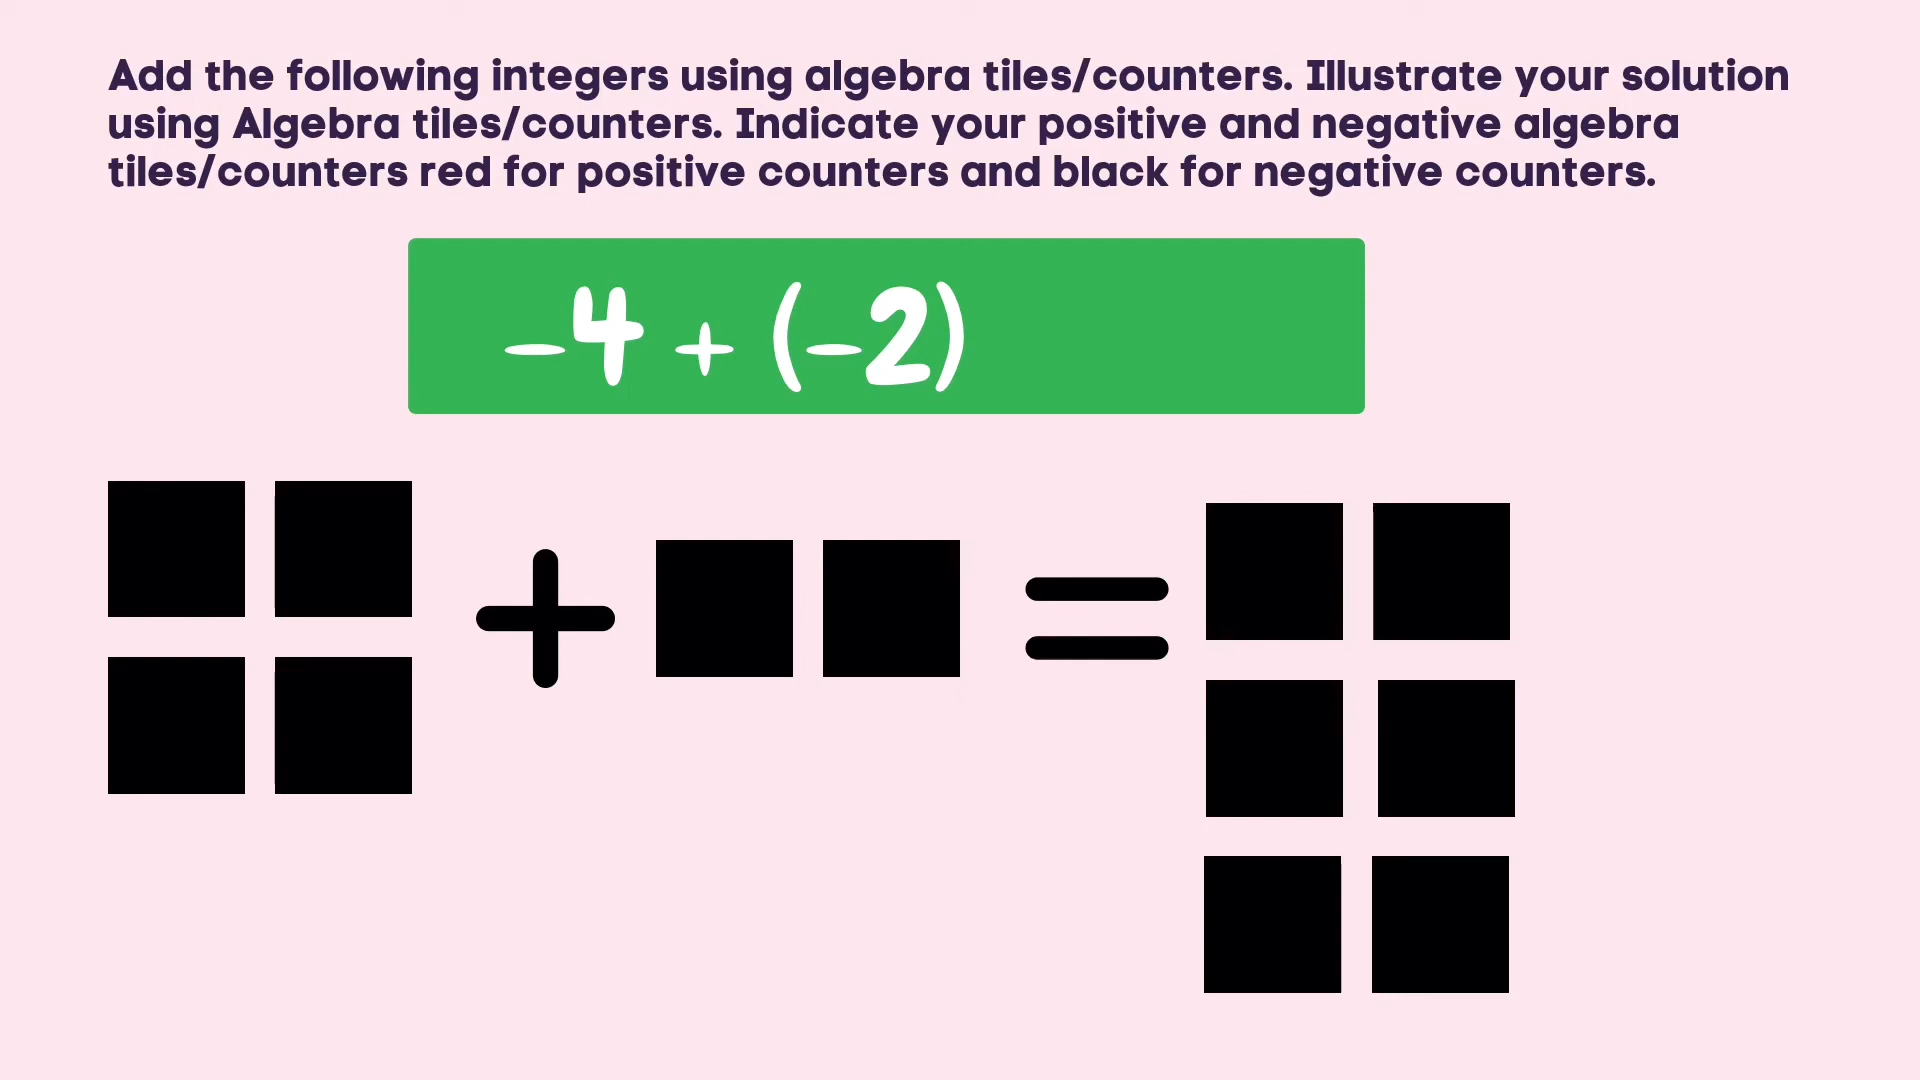 Add the following integers using algebra tiles/counters. Illustrate your solution
using Algebra tiles/counters. Indicate your positive and negative algebra
tiles/counters red for positive counters and black for negative counters.
–4 + (–2)
+ =